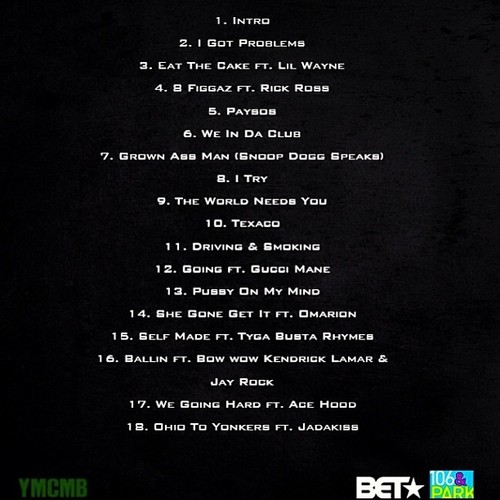 1. Intro
2. I Got Problems
3. Eat The Cake ft. Lil Wayne
4. 8 Figgaz ft. Rick Ross
5. Paysos
6. We In Da Club
7. Grown Ass Man (Snoop Dogg Speaks)
8. I Try
9. The World Needs You
10. Texaco
11. Driving & Smoking
12. Going ft. Gucci Mane
13. Pussy On My Mind
14. She Gone Get It ft. Omarion
15. Self Made ft. Tyga Busta Rhymes
16. Ballin ft. Bow wow Kendrick Lamar &
Jay Rock
17. We Going Hard ft. Ace Hood
18. Ohio To Yonkers ft. Jadakiss
YMCMB
BET★
106&
PARK